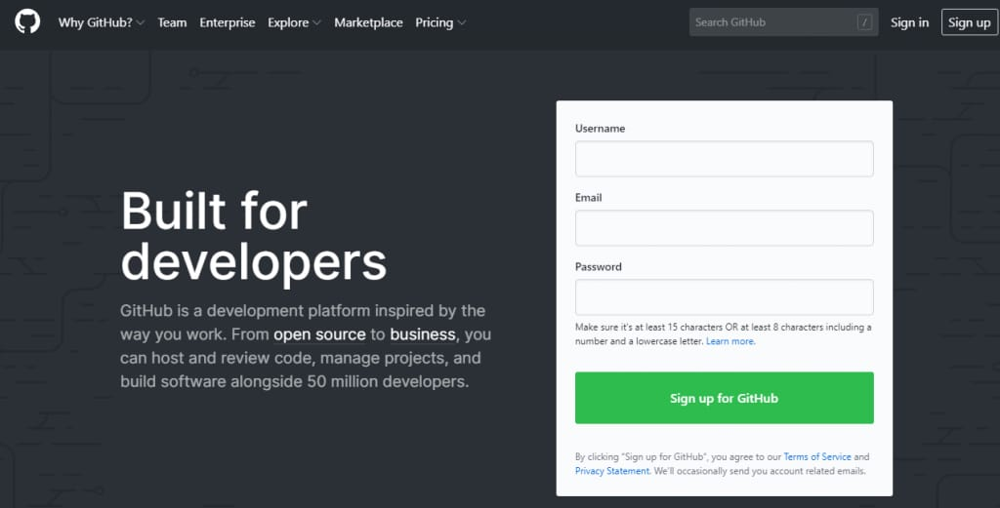 Why GitHub? Team Enterprise Explore Marketplace Pricing Search GitHub / Sign in Sign up
Built for
developers
GitHub is a development platform inspired by the
way you work. From open source to business, you
can host and review code, manage projects, and
build software alongside 50 million developers.
Username
Email
Password
Make sure it's at least 15 characters OR at least 8 characters including a
number and a lowercase letter. Learn more.
Sign up for GitHub
By clicking "Sign up for GitHub", you agree to our Terms of Service and
Privacy Statement. We'll occasionally send you account related emails.